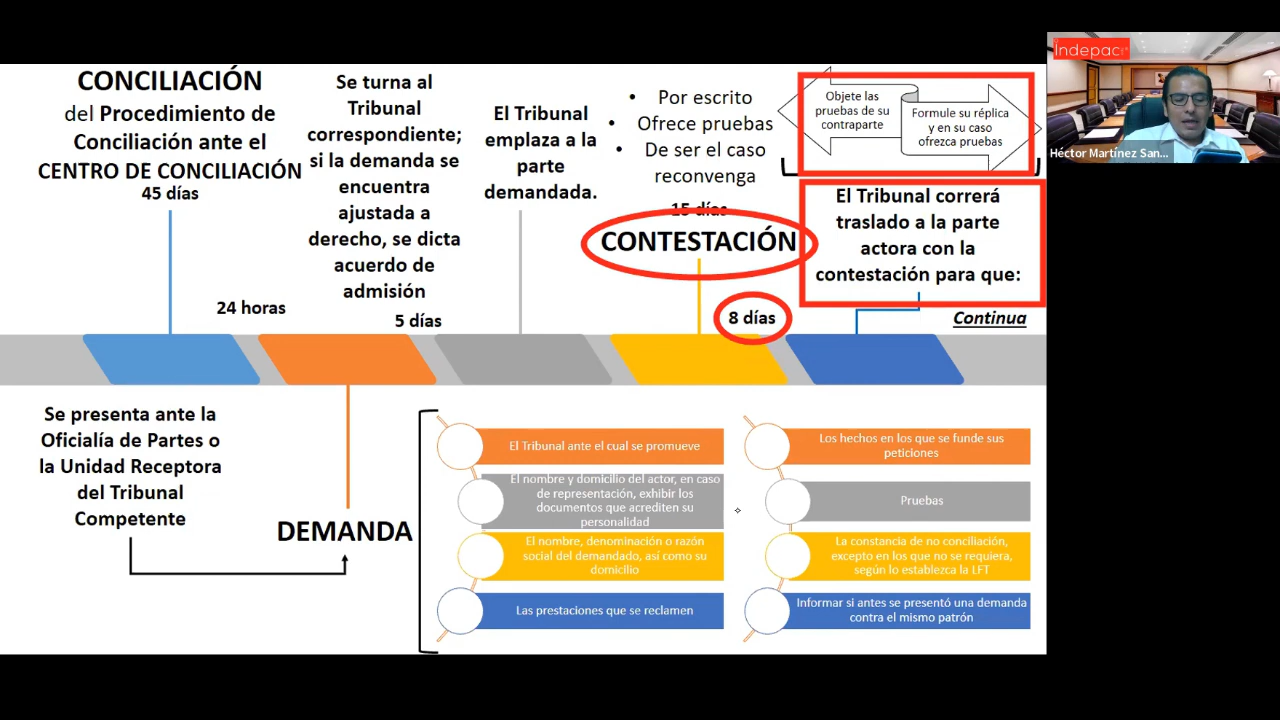 CONCILIACIÓN
del Procedimiento de
Conciliación ante el
CENTRO DE CONCILIACIÓN
45 días
24 horas
Se turna al
Tribunal
correspondiente;
si la demanda se
encuentra
ajustada a
derecho, se dicta
acuerdo de
admisión
5 días
El Tribunal
emplaza a la
parte
demandada.
• Por escrito
• Ofrece pruebas
• De ser el caso
reconvenga
15 días
CONTESTACIÓN
8 días
Objete las
pruebas de su
contraparte
Formule su réplica
y en su caso
ofrezca pruebas
El Tribunal correrá
traslado a la parte
actora con la
contestación para que:
Continua
Indepac
Héctor Martínez San...
Se presenta ante la
Oficialía de Partes o
la Unidad Receptora
del Tribunal
Competente
DEMANDA
El Tribunal ante el cual se promueve
El nombre y domicilio del actor, en caso
de representación, exhibir los
documentos que acrediten su
personalidad
El nombre, denominación o razón
social del demandado, así como su
domicilio
Las prestaciones que se reclamen
Los hechos en los que se funde sus
peticiones
Pruebas
La constancia de no conciliación,
excepto en los que no se requiera,
según lo establezca la LFT
Informar si antes se presentó una demanda
contra el mismo patrón